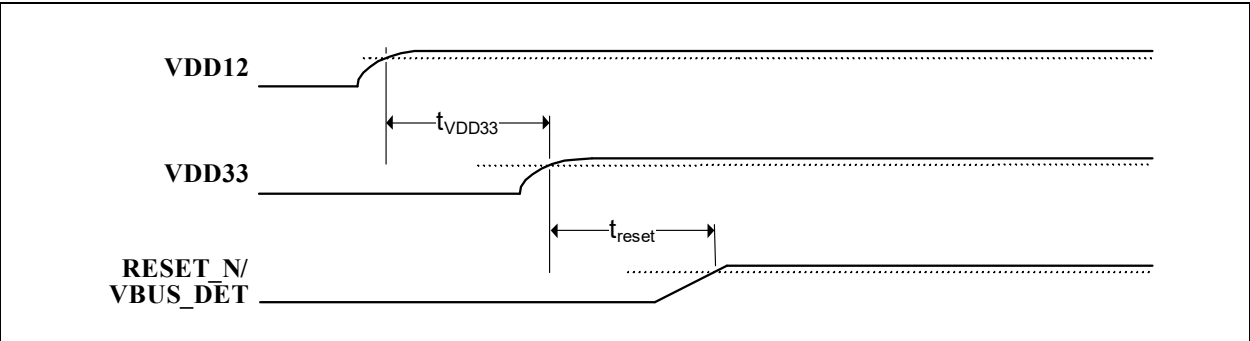 VDD12
tVDD33
VDD33
treset
RESET_N/
VBUS_DET